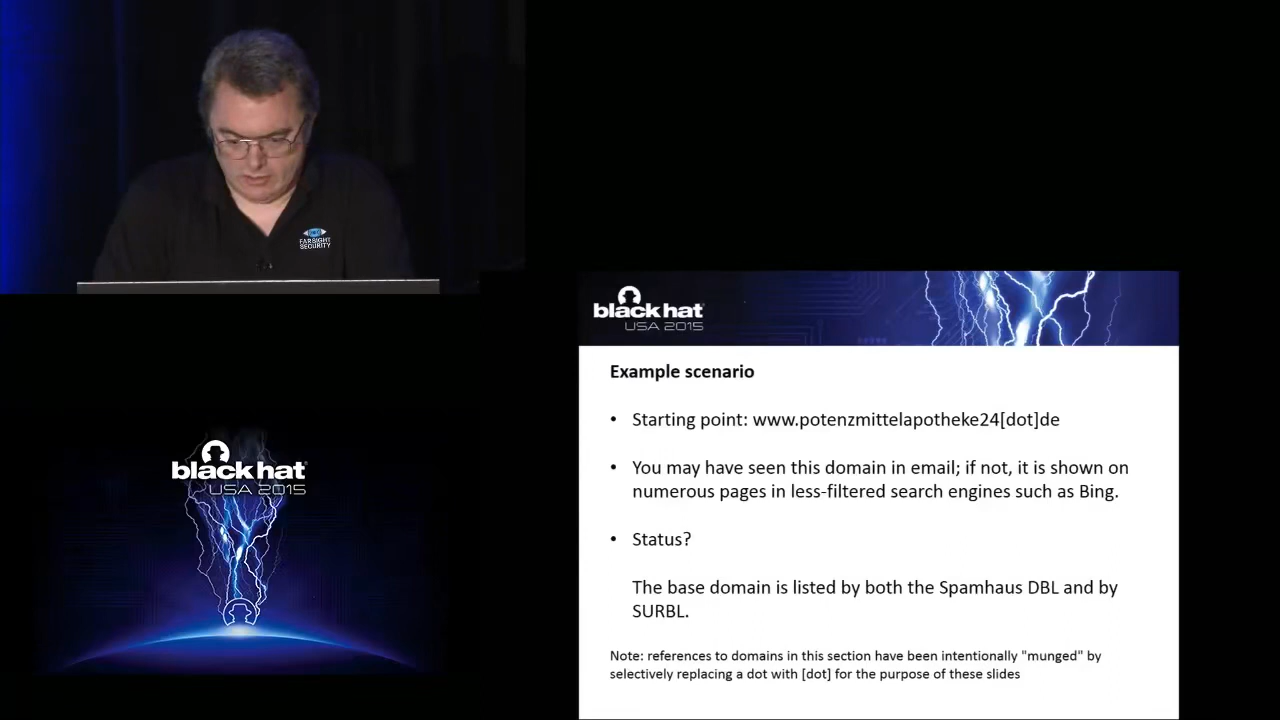 FARSIGHT
SECURITY
black hat
USA 2015
black hat
USA 2015
Example scenario
• Starting point: www.potenzmittelapotheke24[dot]de
• You may have seen this domain in email; if not, it is shown on
numerous pages in less-filtered search engines such as Bing.
• Status?
The base domain is listed by both the Spamhaus DBL and by
SURBL.
Note: references to domains in this section have been intentionally "munged" by
selectively replacing a dot with [dot] for the purpose of these slides